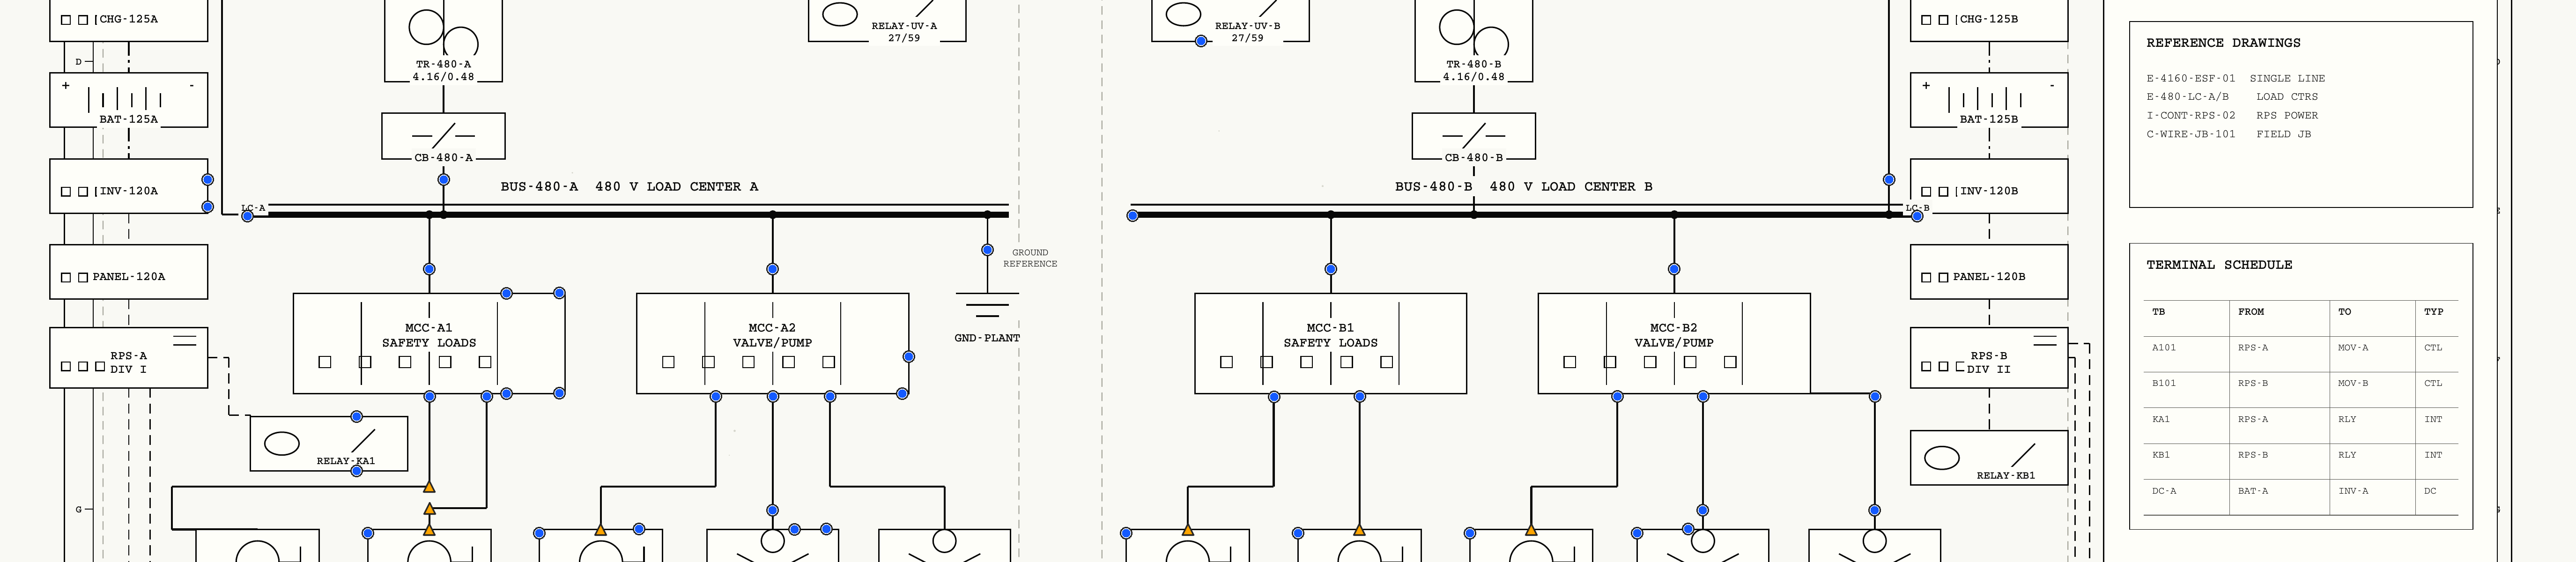 CHG-125A
D
TR-480-A
4.16/0.48
RELAY-UV-A
27/59
RELAY-UV-B
27/59
TR-480-B
4.16/0.48
CHG-125B
+ -
BAT-125A
CB-480-A
CB-480-B
+ -
BAT-125B
INV-120A
LC-A
BUS-480-A 480 V LOAD CENTER A
BUS-480-B 480 V LOAD CENTER B
LC-B
INV-120B
GROUND
REFERENCE
PANEL-120A
PANEL-120B
RPS-A
DIV I
MCC-A1
SAFETY LOADS
MCC-A2
VALVE/PUMP
GND-PLANT
MCC-B1
SAFETY LOADS
MCC-B2
VALVE/PUMP
RPS-B
DIV II
RELAY-KA1
RELAY-KB1
G
REFERENCE DRAWINGS
E-4160-ESF-01 SINGLE LINE
E-480-LC-A/B LOAD CTRS
I-CONT-RPS-02 RPS POWER
C-WIRE-JB-101 FIELD JB
TERMINAL SCHEDULE
TB FROM TO TYP
A101 RPS-A MOV-A CTL
B101 RPS-B MOV-B CTL
KA1 RPS-A RLY INT
KB1 RPS-B RLY INT
DC-A BAT-A INV-A DC